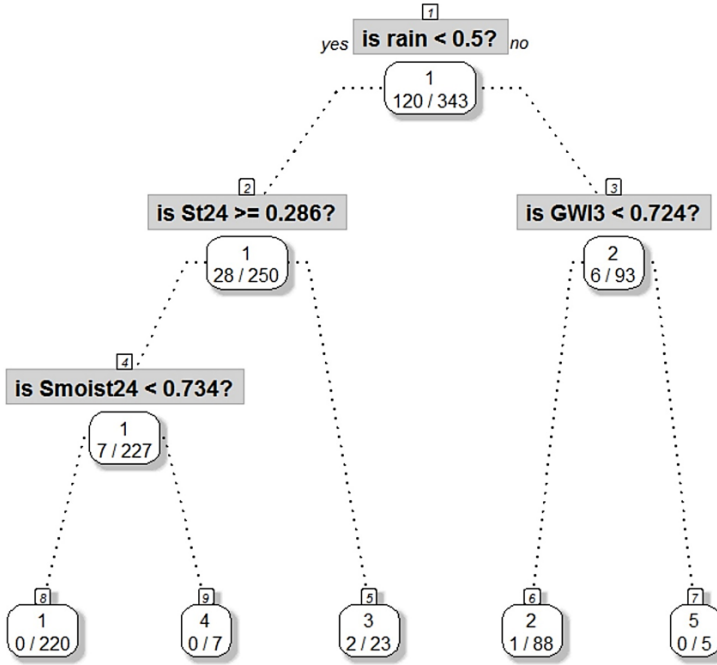 1
yes is rain < 0.5? no
1
120 / 343
2
is St24 >= 0.286?
1
28 / 250
3
is GWI3 < 0.724?
2
6 / 93
4
is Smoist24 < 0.734?
1
7 / 227
8
1
0 / 220
9
4
0 / 7
5
3
2 / 23
6
2
1 / 88
7
5
0 / 5